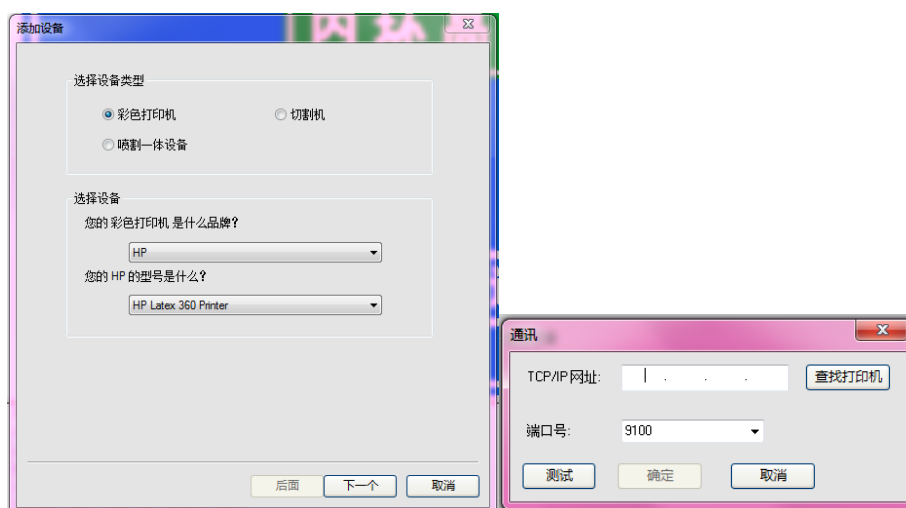 添加设备
选择设备类型
彩色打印机
切割机
喷割一体设备
选择设备
您的 彩色打印机 是什么品牌?
HP
您的 HP 的型号是什么?
HP Latex 360 Printer
后面
下一个
取消
通讯
TCP/IP网址:
. . .
查找打印机
端口号:
9100
测试
确定
取消